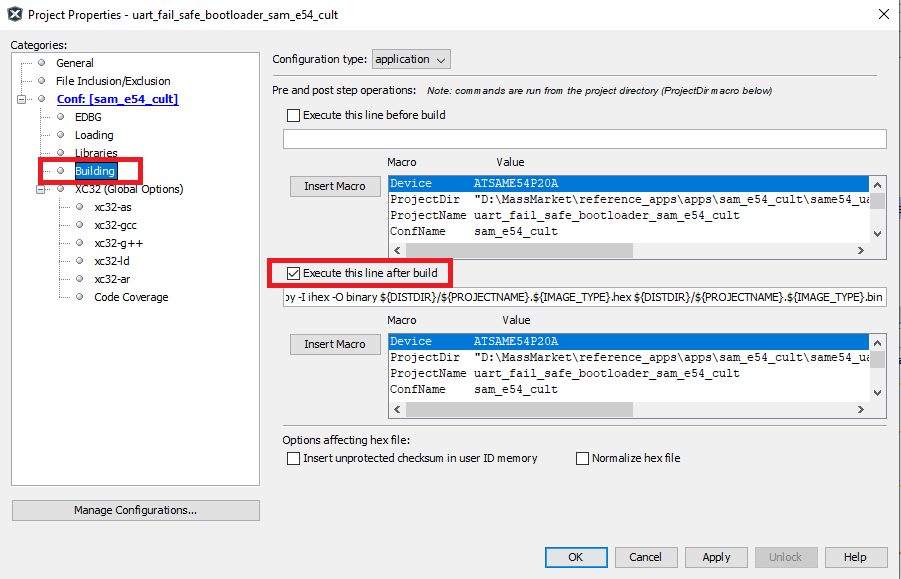 Project Properties - uart_fail_safe_bootloader_sam_e54_cult
Categories:
General
File Inclusion/Exclusion
Conf: [sam_e54_cult]
EDBG
Loading
Libraries
Building
XC32 (Global Options)
xc32-as
xc32-gcc
xc32-g++
xc32-ld
xc32-ar
Code Coverage
Manage Configurations...
Configuration type: application
Pre and post step operations: Note: commands are run from the project directory (ProjectDir macro below)
Execute this line before build
Macro Value
Insert Macro
Device ATSAME54P20A
ProjectDir "D:\MassMarket\reference_apps\apps\sam_e54_cult\same54_ua
ProjectName uart_fail_safe_bootloader_sam_e54_cult
ConfName sam_e54_cult
Execute this line after build
py -I ihex -O binary ${DISTDIR}/${PROJECTNAME}.${IMAGE_TYPE}.hex ${DISTDIR}/${PROJECTNAME}.${IMAGE_TYPE}.bin
Macro Value
Insert Macro
Device ATSAME54P20A
ProjectDir "D:\MassMarket\reference_apps\apps\sam_e54_cult\same54_ua
ProjectName uart_fail_safe_bootloader_sam_e54_cult
ConfName sam_e54_cult
Options affecting hex file:
Insert unprotected checksum in user ID memory Normalize hex file
OK Cancel Apply Unlock Help